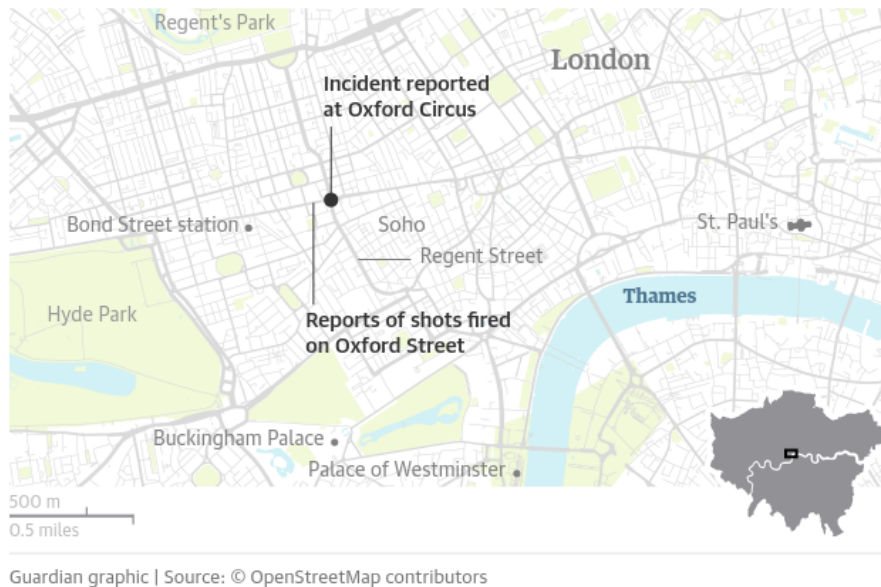 Regent's Park
London
Incident reported
at Oxford Circus
Bond Street station
Soho
St. Paul's
Regent Street
Thames
Hyde Park
Reports of shots fired
on Oxford Street
Buckingham Palace
Palace of Westminster
500 m
0.5 miles
Guardian graphic | Source: © OpenStreetMap contributors